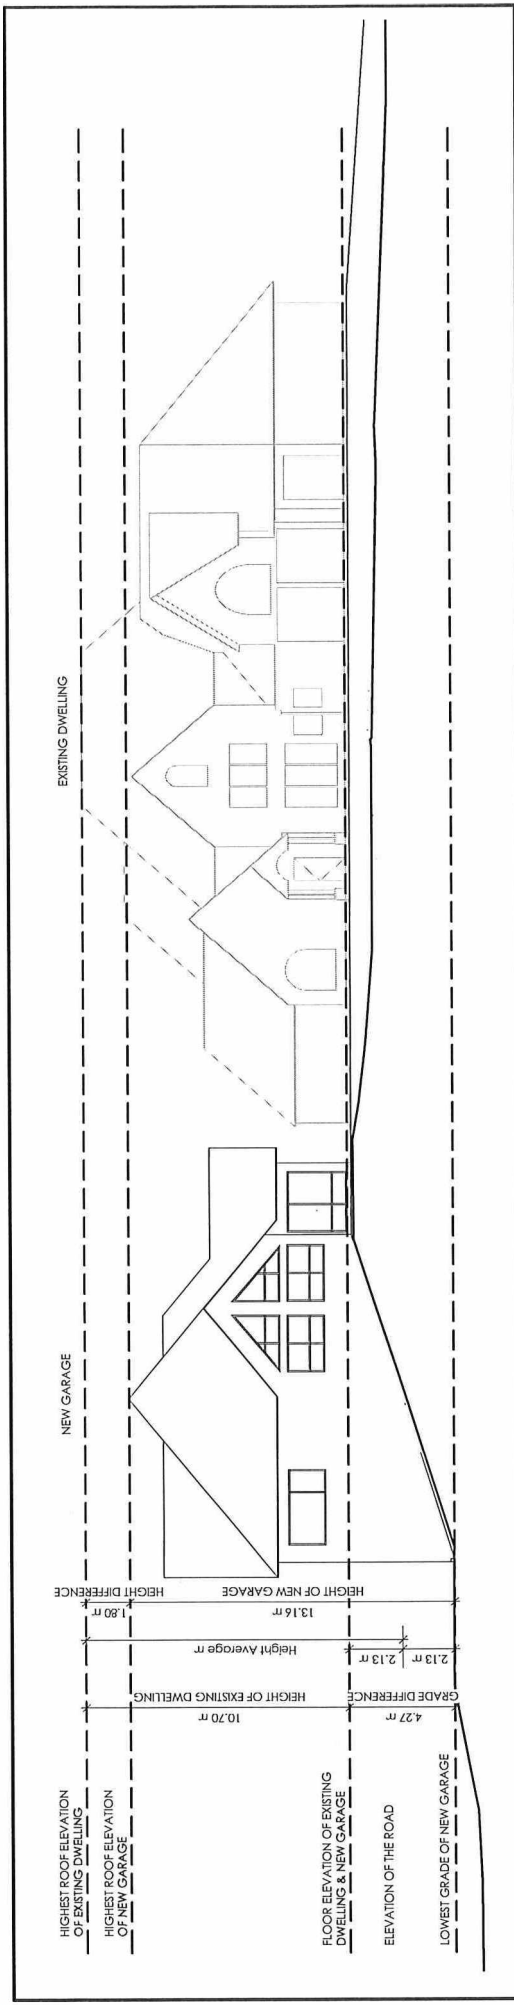 HIGHEST ROOF ELEVATION
OF EXISTING DWELLING
HIGHEST ROOF ELEVATION
OF NEW GARAGE
FLOOR ELEVATION OF EXISTING
DWELLING & NEW GARAGE
ELEVATION OF THE ROAD
LOWEST GRADE OF NEW GARAGE
10.70 m
HEIGHT OF EXISTING DWELLING
4.27 m
GRADE DIFFERENCE
Height Average m
2.13 m
2.13 m
1.80 m
HEIGHT DIFFERENCE
13.16 m
HEIGHT OF NEW GARAGE
NEW GARAGE
EXISTING DWELLING